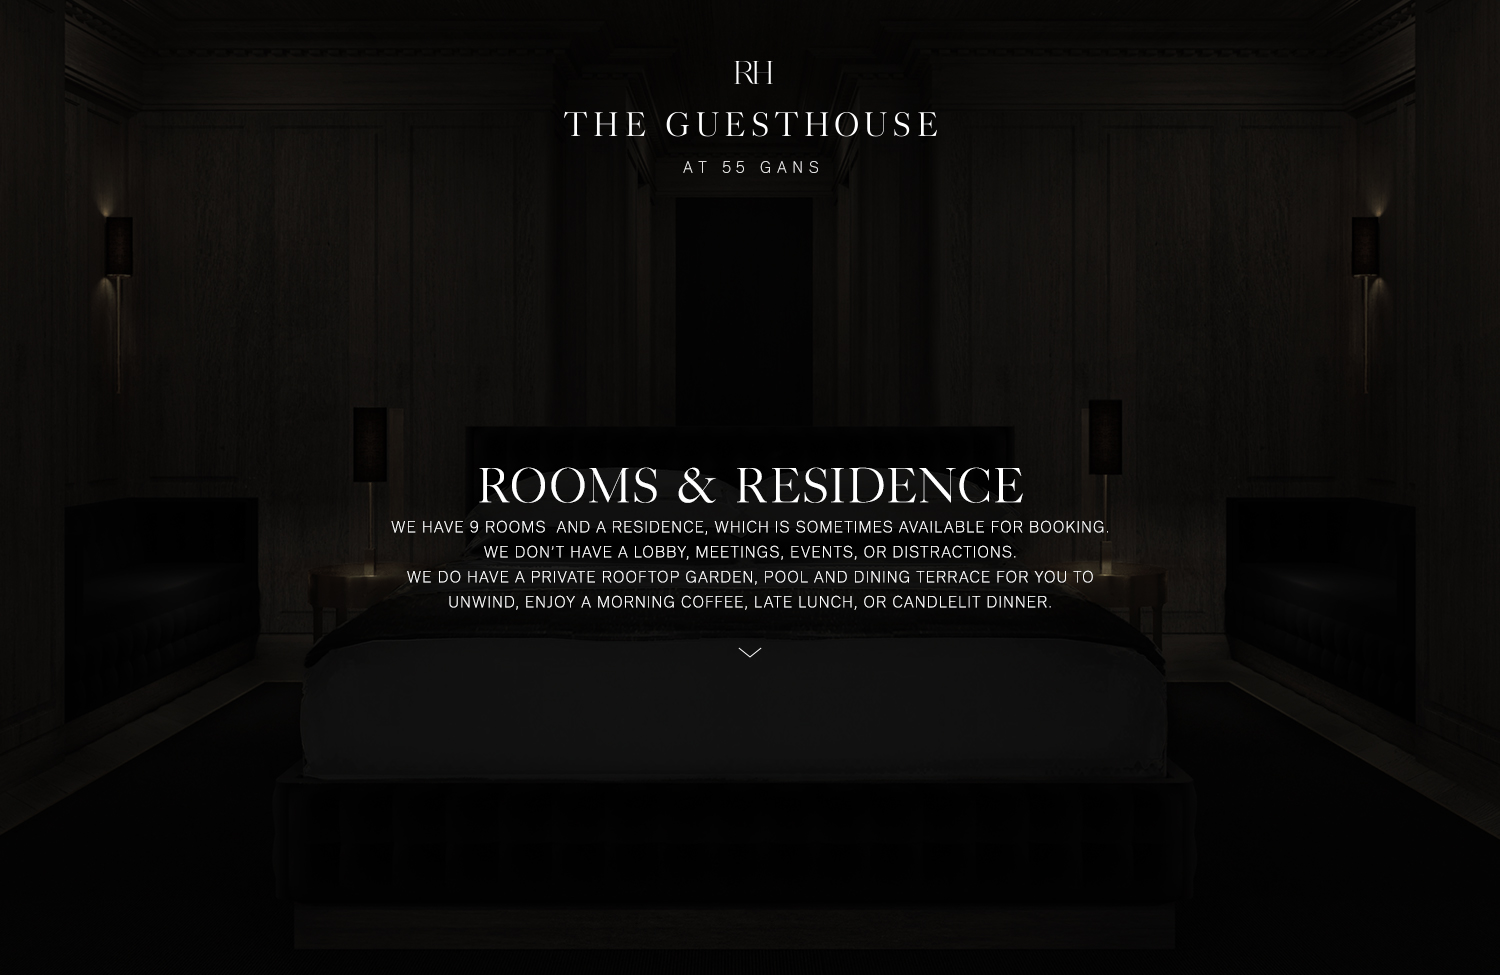 RH
THE GUESTHOUSE
AT 55 GANS
ROOMS & RESIDENCE
WE HAVE 9 ROOMS  AND A RESIDENCE, WHICH IS SOMETIMES AVAILABLE FOR BOOKING.
WE DON’T HAVE A LOBBY, MEETINGS, EVENTS, OR DISTRACTIONS.
WE DO HAVE A PRIVATE ROOFTOP GARDEN, POOL AND DINING TERRACE FOR YOU TO
UNWIND, ENJOY A MORNING COFFEE, LATE LUNCH, OR CANDLELIT DINNER.